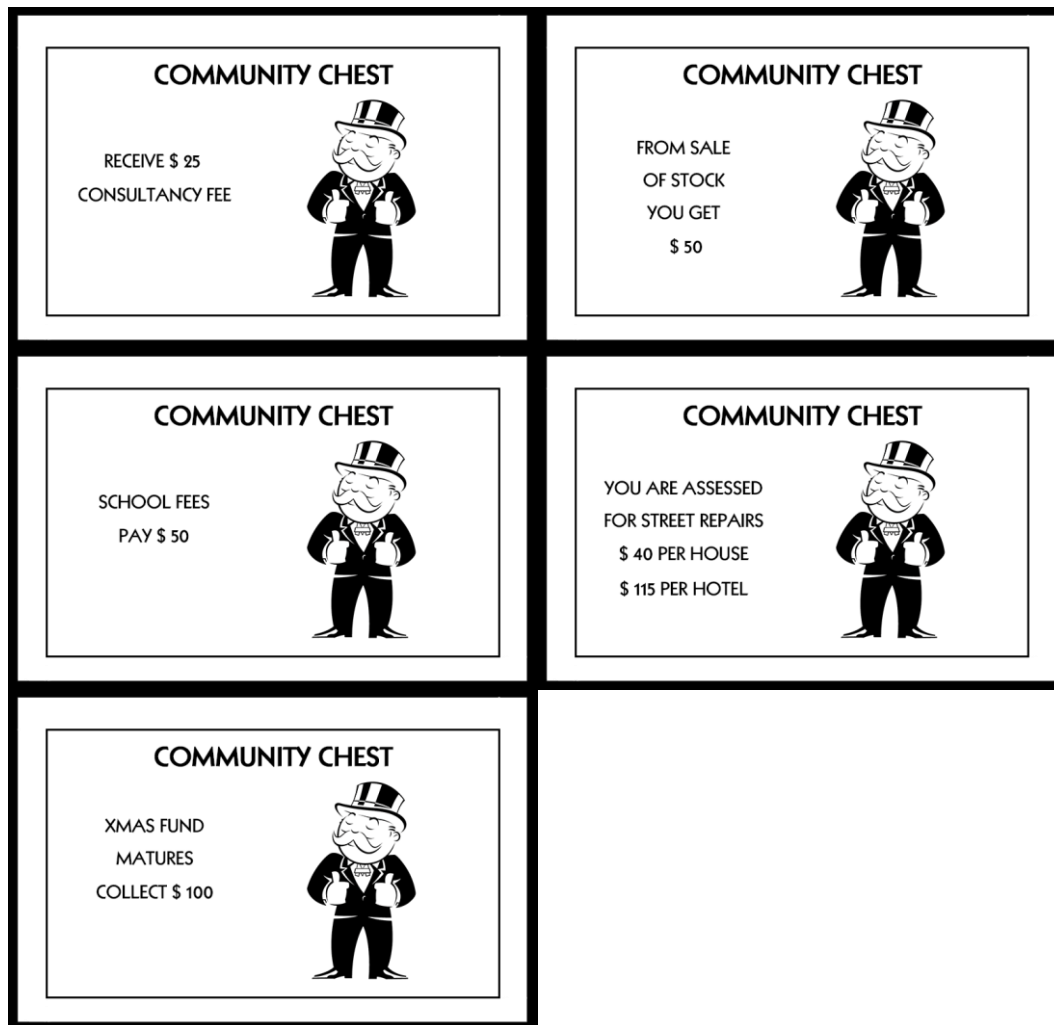 COMMUNITY CHEST
RECEIVE $ 25
CONSULTANCY FEE
COMMUNITY CHEST
FROM SALE
OF STOCK
YOU GET
$ 50
COMMUNITY CHEST
SCHOOL FEES
PAY $ 50
COMMUNITY CHEST
YOU ARE ASSESSED
FOR STREET REPAIRS
$ 40 PER HOUSE
$ 115 PER HOTEL
COMMUNITY CHEST
XMAS FUND
MATURES
COLLECT $ 100